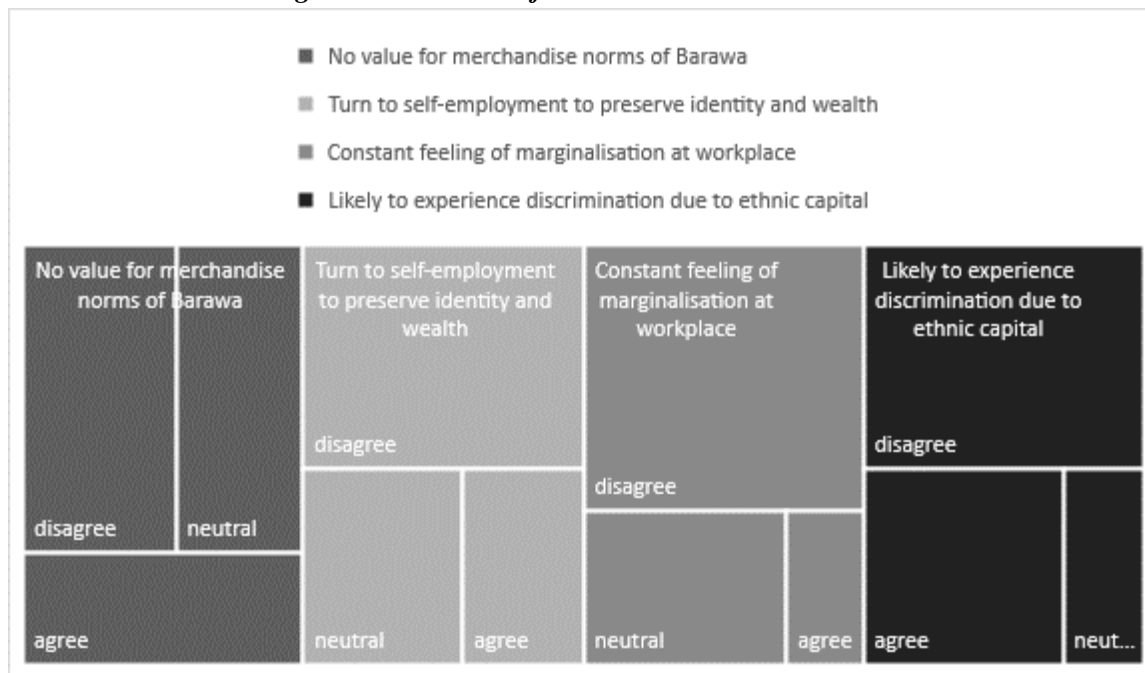 No value for merchandise norms of Barawa
Turn to self-employment to preserve identity and wealth
Constant feeling of marginalisation at workplace
Likely to experience discrimination due to ethnic capital
No value for merchandise
norms of Barawa
disagree
neutral
agree
Turn to self-employment
to preserve identity and
wealth
disagree
neutral
agree
Constant feeling of
marginalisation at
workplace
disagree
neutral
agree
Likely to experience
discrimination due to
ethnic capital
disagree
agree
neut...